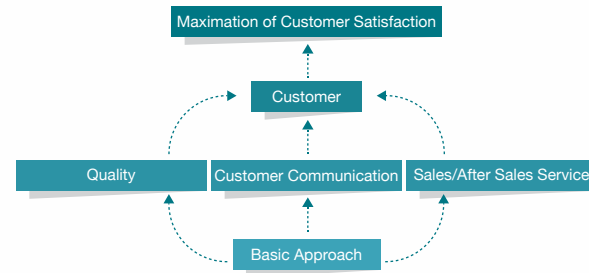 Maximation of Customer Satisfaction
Customer
Quality
Customer Communication
Sales/After Sales Service
Basic Approach